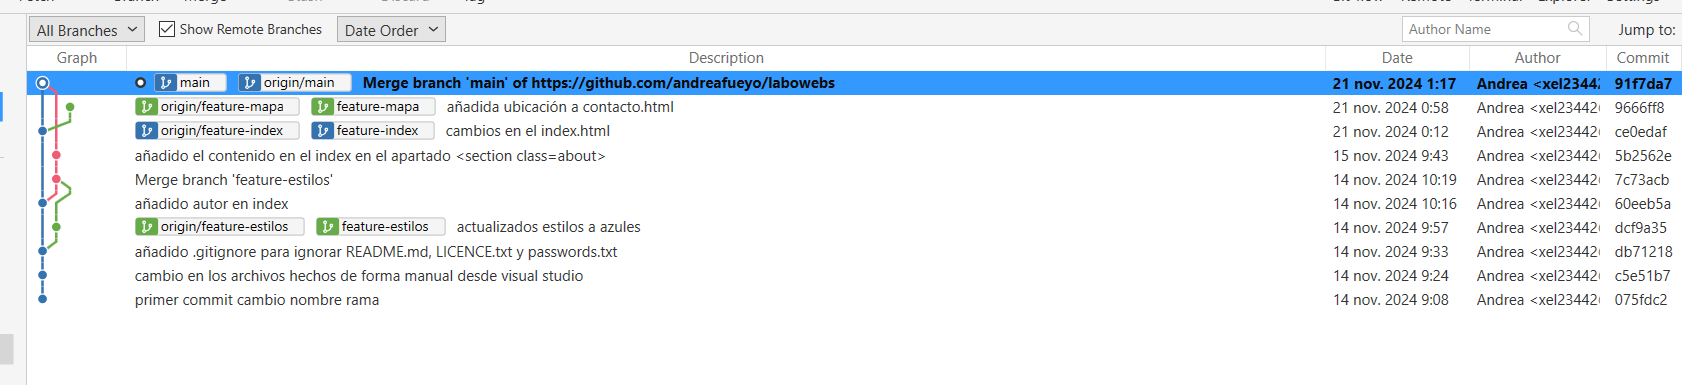 All Branches Show Remote Branches Date Order Author Name Jump to:
Graph Description Date Author Commit
main origin/main Merge branch 'main' of https://github.com/andreafueyo/labowebs 21 nov. 2024 1:17 Andrea <xel2344 91f7da7
origin/feature-mapa feature-mapa añadida ubicación a contacto.html 21 nov. 2024 0:58 Andrea <xel2344 9666ff8
origin/feature-index feature-index cambios en el index.html 21 nov. 2024 0:12 Andrea <xel2344 ce0edaf
añadido el contenido en el index en el apartado <section class=about> 15 nov. 2024 9:43 Andrea <xel2344 5b2562e
Merge branch 'feature-estilos' 14 nov. 2024 10:19 Andrea <xel2344 7c73acb
añadido autor en index 14 nov. 2024 10:16 Andrea <xel2344 60eeb5a
origin/feature-estilos feature-estilos actualizados estilos a azules 14 nov. 2024 9:57 Andrea <xel2344 dcf9a35
añadido .gitignore para ignorar README.md, LICENCE.txt y passwords.txt 14 nov. 2024 9:33 Andrea <xel2344 db71218
cambio en los archivos hechos de forma manual desde visual studio 14 nov. 2024 9:24 Andrea <xel2344 c5e51b7
primer commit cambio nombre rama 14 nov. 2024 9:08 Andrea <xel2344 075fdc2